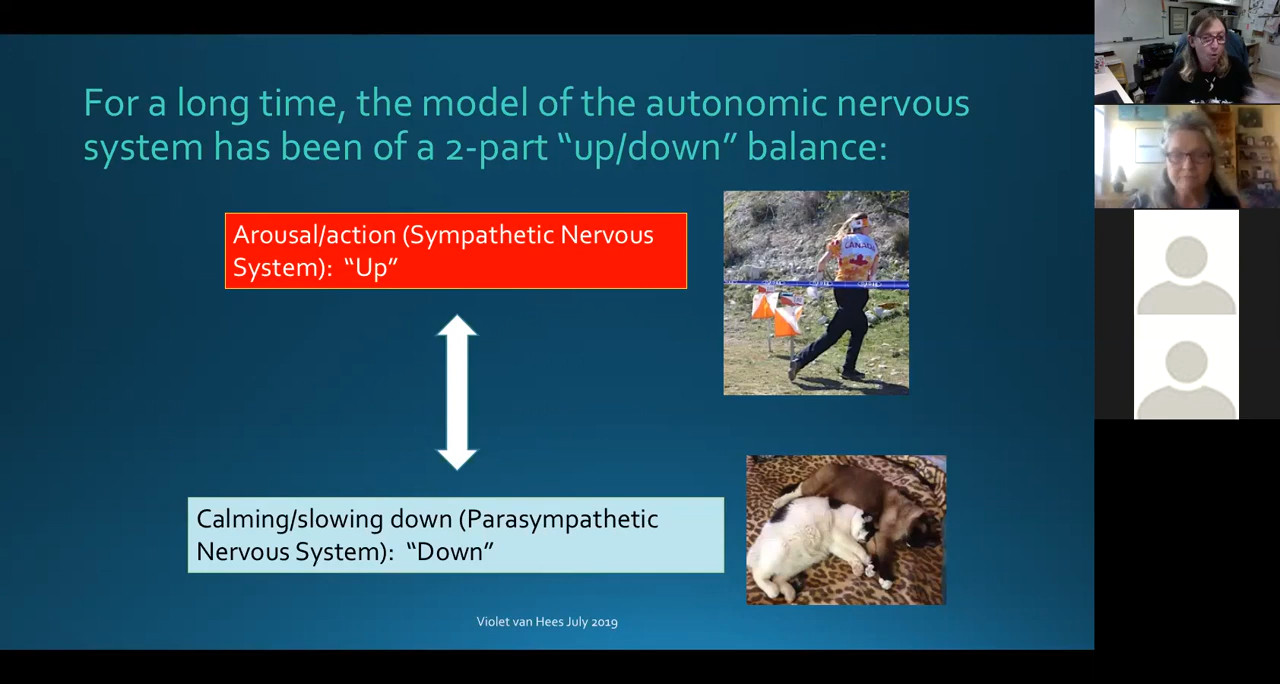 For a long time, the model of the autonomic nervous
system has been of a 2-part “up/down” balance:
Arousal/action (Sympathetic Nervous
System):  “Up”
CANADA
Calming/slowing down (Parasympathetic
Nervous System):  “Down”
Violet van Hees July 2019